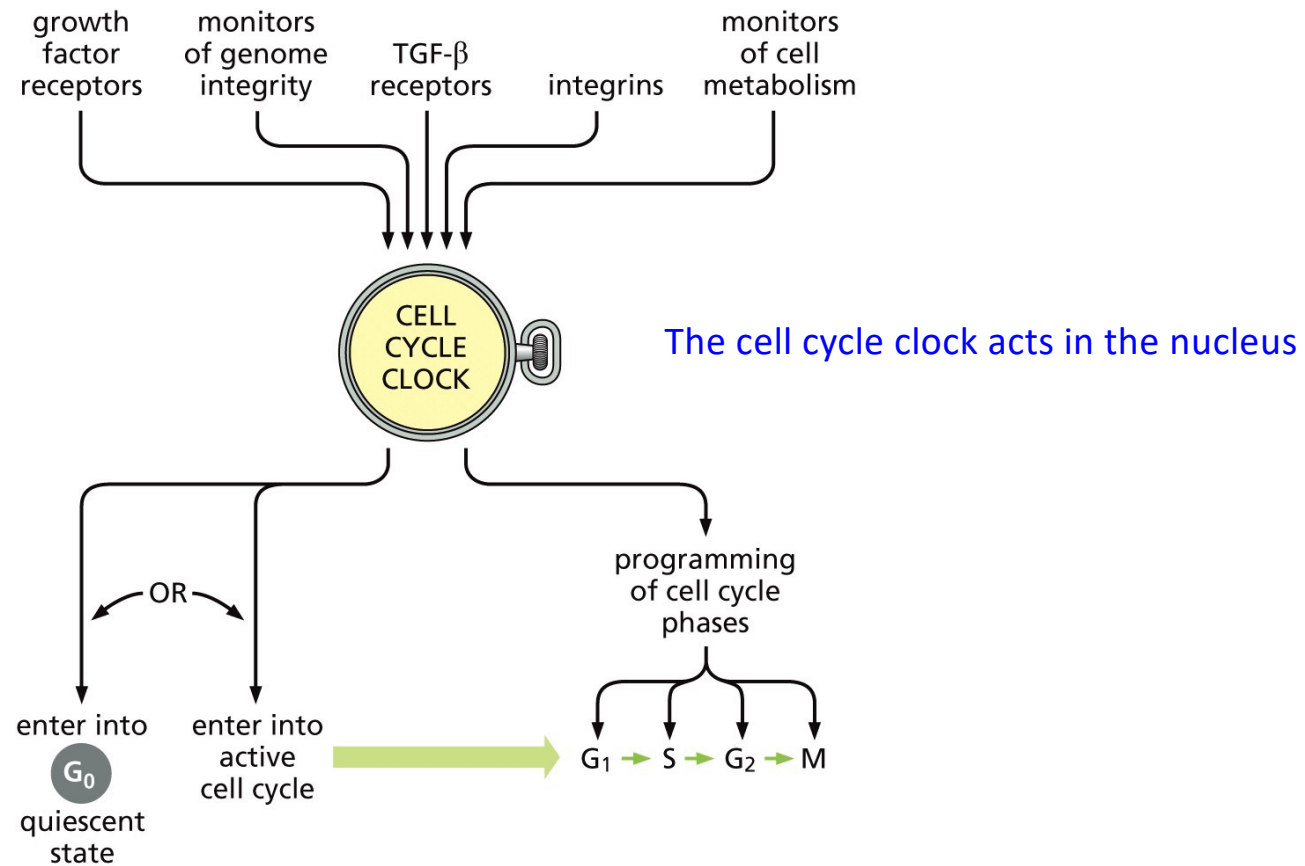 growth
factor
receptors
monitors
of genome
integrity
TGF-β
receptors
integrins
monitors
of cell
metabolism
CELL
CYCLE
CLOCK
The cell cycle clock acts in the nucleus
OR
programming
of cell cycle
phases
enter into
G₀
quiescent
state
enter into
active
cell cycle
G₁ S G₂ M